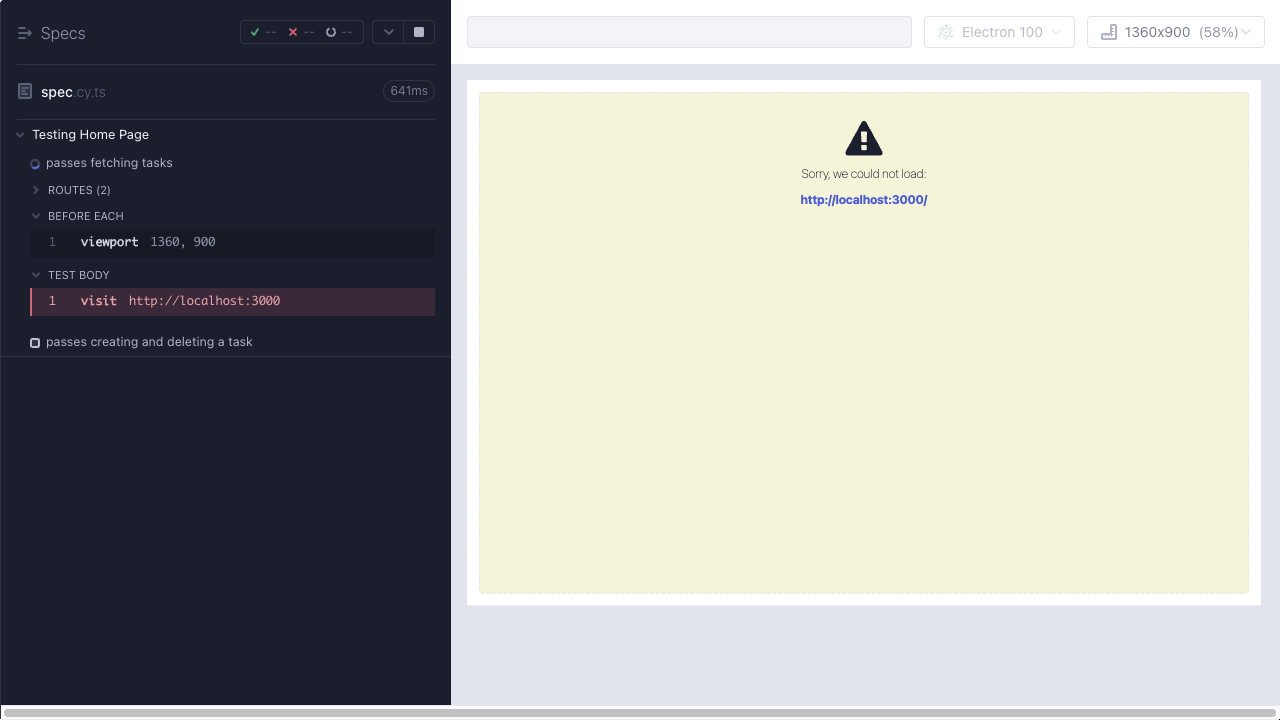 Specs
-- -- --
spec.cy.ts
641ms
Testing Home Page
passes fetching tasks
ROUTES (2)
BEFORE EACH
1 viewport 1360, 900
TEST BODY
1 visit http://localhost:3000
passes creating and deleting a task
Electron 100
1360x900 (58%)
Sorry, we could not load:
http://localhost:3000/